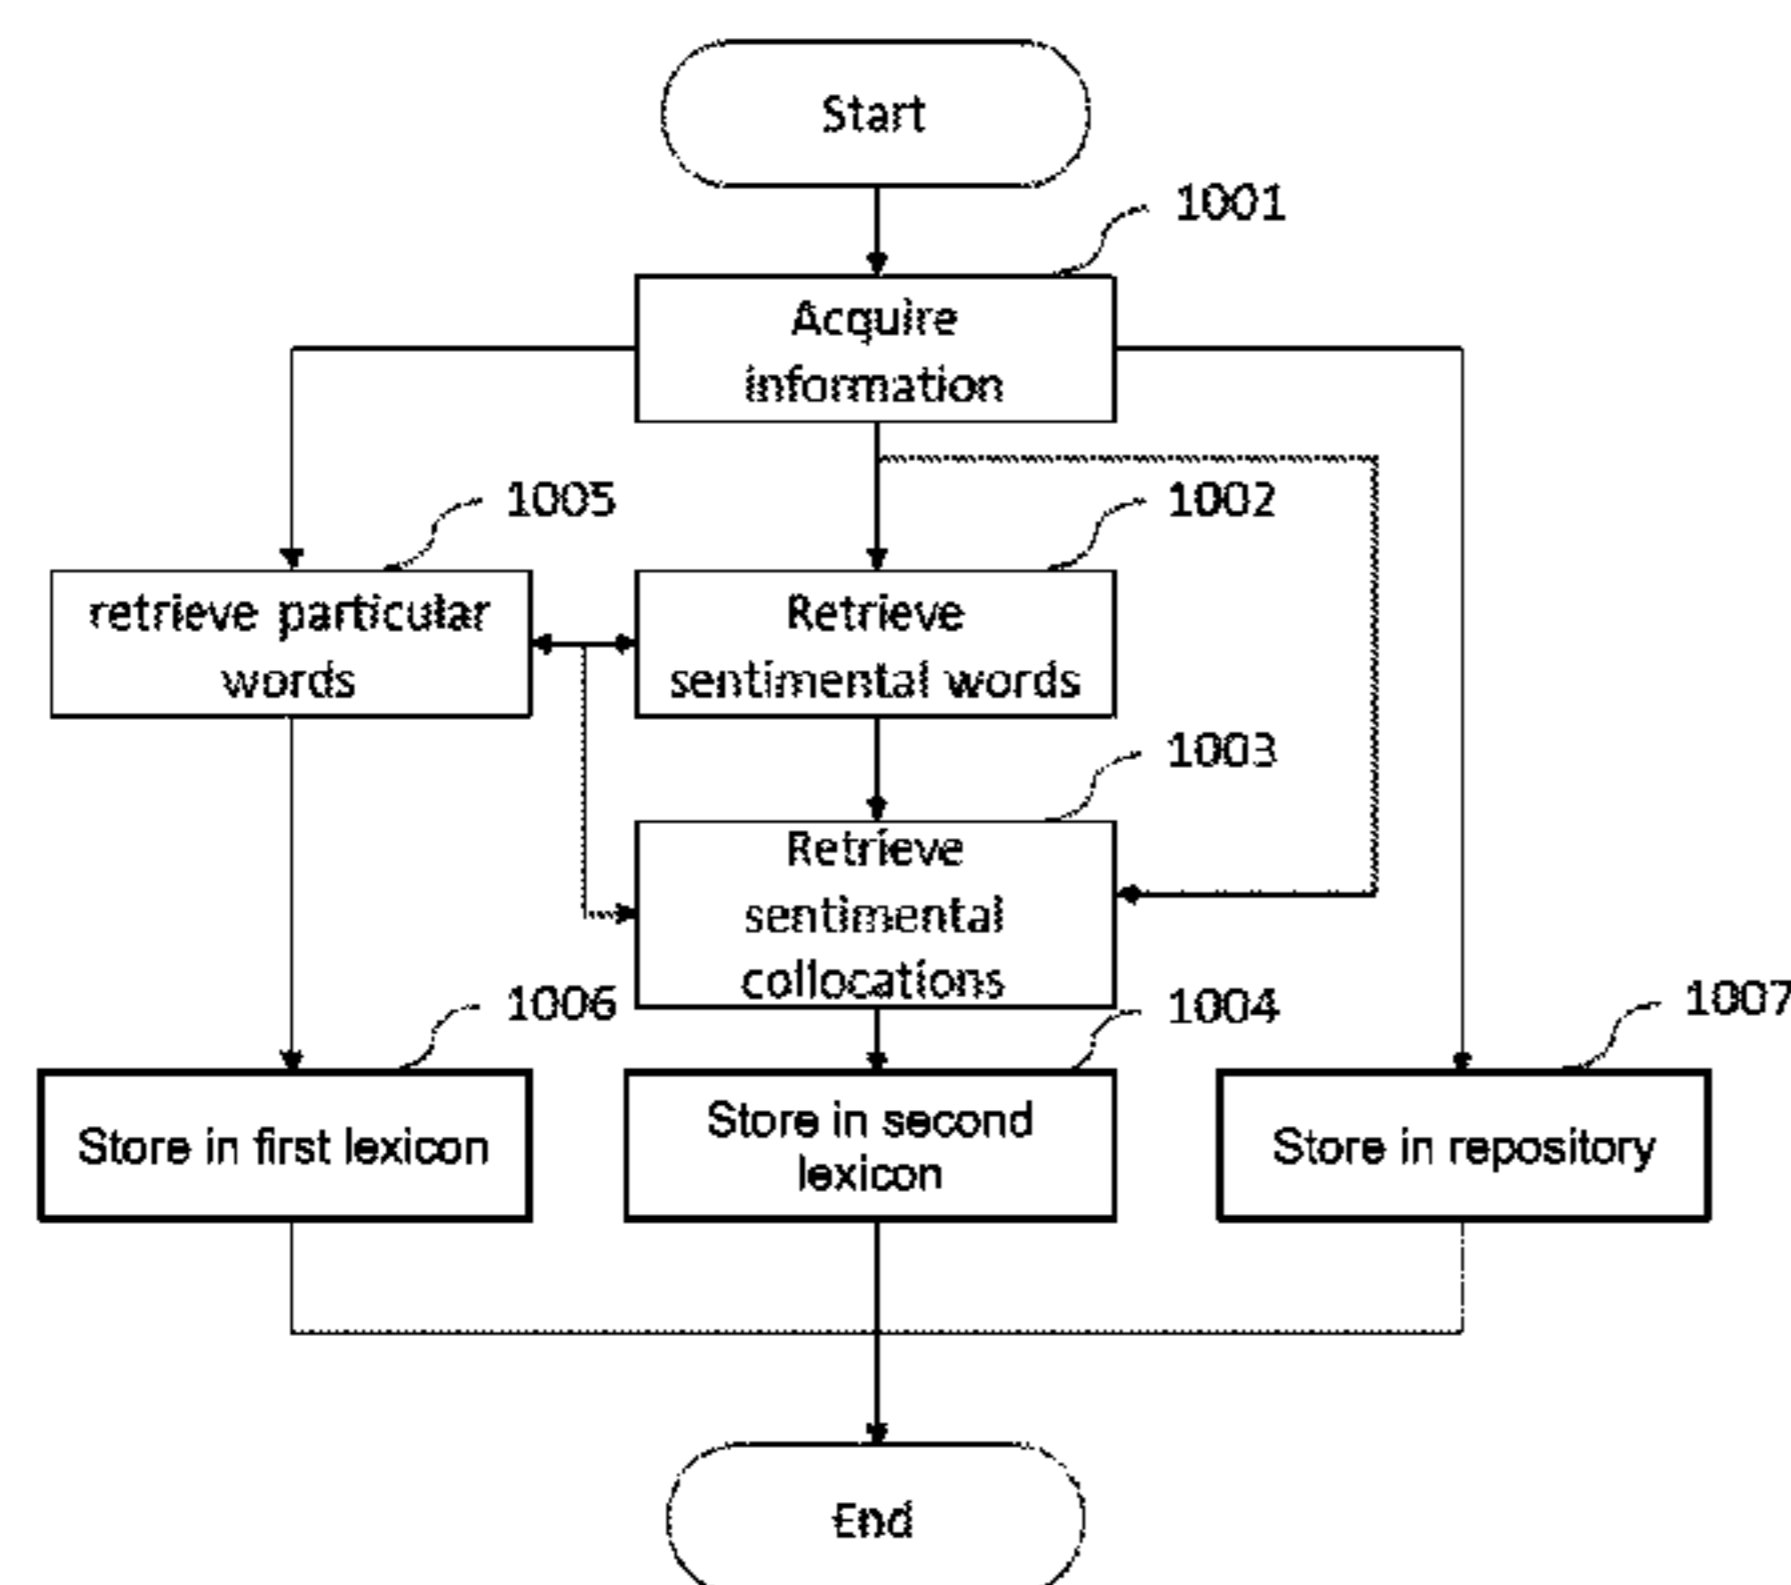 Start
1001
Acquire
information
1005
1002
retrieve particular
words
Retrieve
sentimental words
1003
Retrieve
sentimental
collocations
1006
1004
1007
Store in first lexicon
Store in second
lexicon
Store in repository
End